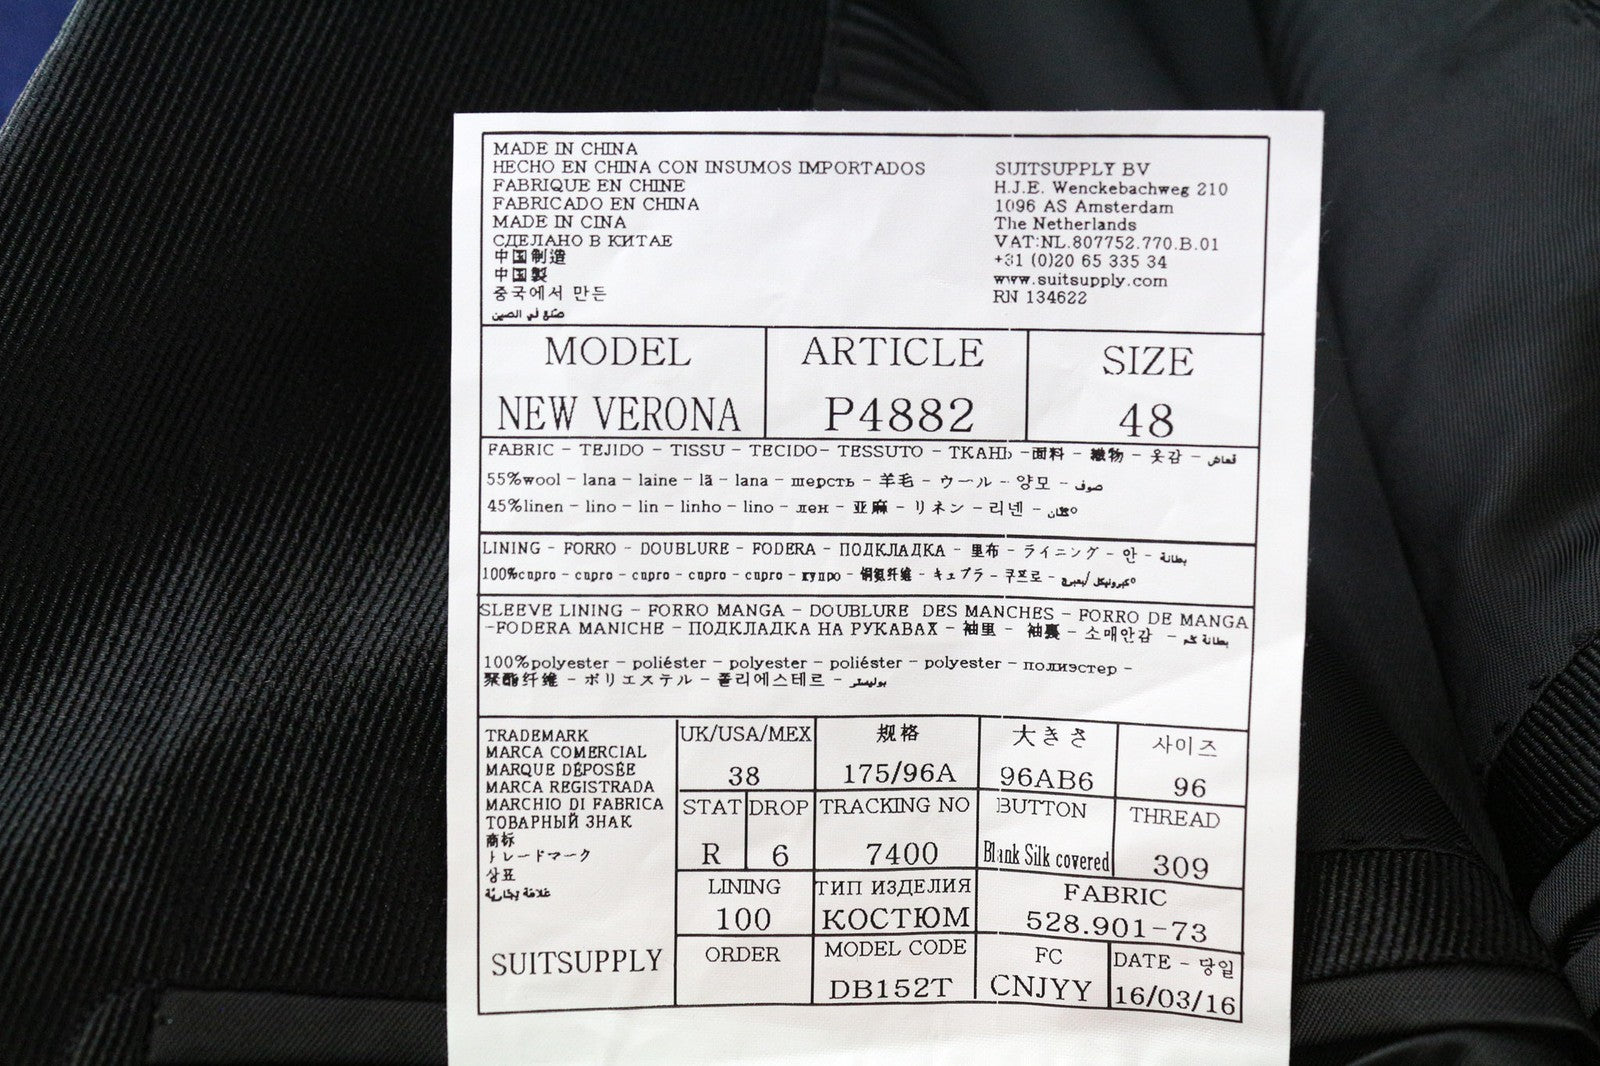 MADE IN CHINA
HECHO EN CHINA CON INSUMOS IMPORTADOS
FABRIQUE EN CHINE
FABRICADO EN CHINA
MADE IN CINA
СДЕЛАНО В КИТАЕ
中国制造
中国製
중국에서 만든
صنع في الصين
SUITSUPPLY BV
H.J.E. Wenckebachweg 210
1096 AS Amsterdam
The Netherlands
VAT:NL.807752.770.B.01
+31 (0)20 65 335 34
www.suitsupply.com
RN 134622
MODEL
NEW VERONA
ARTICLE
P4882
SIZE
48
FABRIC - TEJIDO - TISSU - TECIDO- TESSUTO - ТКАНЬ -面料 - 織物 - 옷감 - قماش
55%wool - lana - laine - lã - lana - шерсть - 羊毛 - ウール - 양모 - صوف
45%linen - lino - lin - linho - lino - лен - 亚麻 - リネン - 리넨 - كتان
LINING - FORRO - DOUBLURE - FODERA - ПОДКЛАДКА - 里布 - ライニング - 안 - بطانة
100%cupro - cupro - cupro - cupro - cupro - купро - 铜氨纤维 - キュプラ - 쿠프로 -
SLEEVE LINING - FORRO MANGA - DOUBLURE DES MANCHES - FORRO DE MANGA
-FODERA MANICHE - ПОДКЛАДКА НА РУКАВАХ - 袖里 - 袖裏 - 소매안감 - بطانة كم
100%polyester - poliéster - polyester - poliéster - polyester - полиэстер -
聚酯纤维 - ポリエステル - 폴리에스테르 - بوليستر
TRADEMARK
MARCA COMERCIAL
MARQUE DÉPOSÉE
MARCA REGISTRADA
MARCHIO DI FABRICA
ТОВАРНЫЙ ЗНАК
商标
トレードマーク
상표
علامة تجارية
SUITSUPPLY
UK/USA/MEX
38
规格
175/96A
大きさ
96AB6
사이즈
96
STAT
R
DROP
6
TRACKING NO
7400
BUTTON
Blank Silk covered
THREAD
309
LINING
100
ТИП ИЗДЕЛИЯ
КОСТЮМ
FABRIC
528.901-73
ORDER
MODEL CODE
DB152T
FC
CNJYY
DATE - 당일
16/03/16